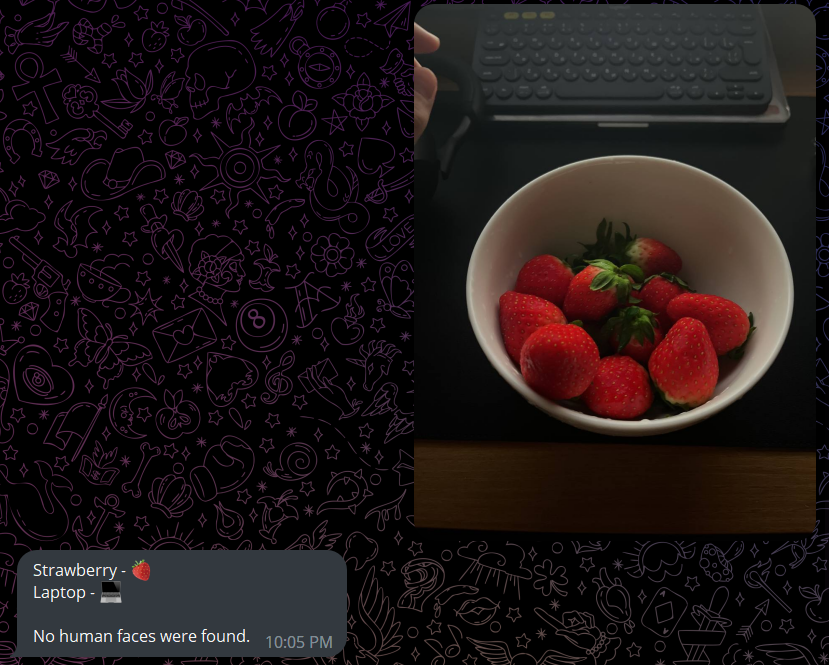 Strawberry - 🍓
Laptop - 💻
No human faces were found.
10:05 PM